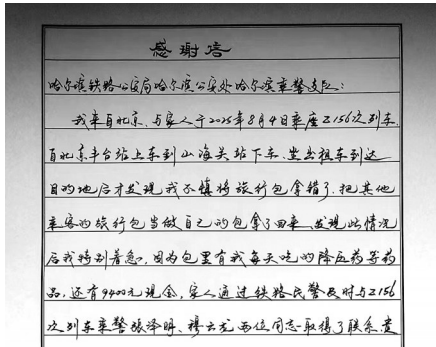 感谢信
哈尔滨铁路公安局哈尔滨公安处哈尔滨乘警支队:
我来自北京,与家人于2025年8月4日乘座Z156次列车,
自北京丰台站上车到山海关站下车,坐出租车到达
目的地后才发现我不慎将旅行包拿错了,把其他
乘客的旅行包当做自己的包拿了回来,发现此情况
后我特别着急,因为包里有我每天吃的降压药等药
品,还有9400元现金,家人通过铁路民警及时与Z156
次列车乘警张泽明、穆云龙两位同志取得了联系,贵